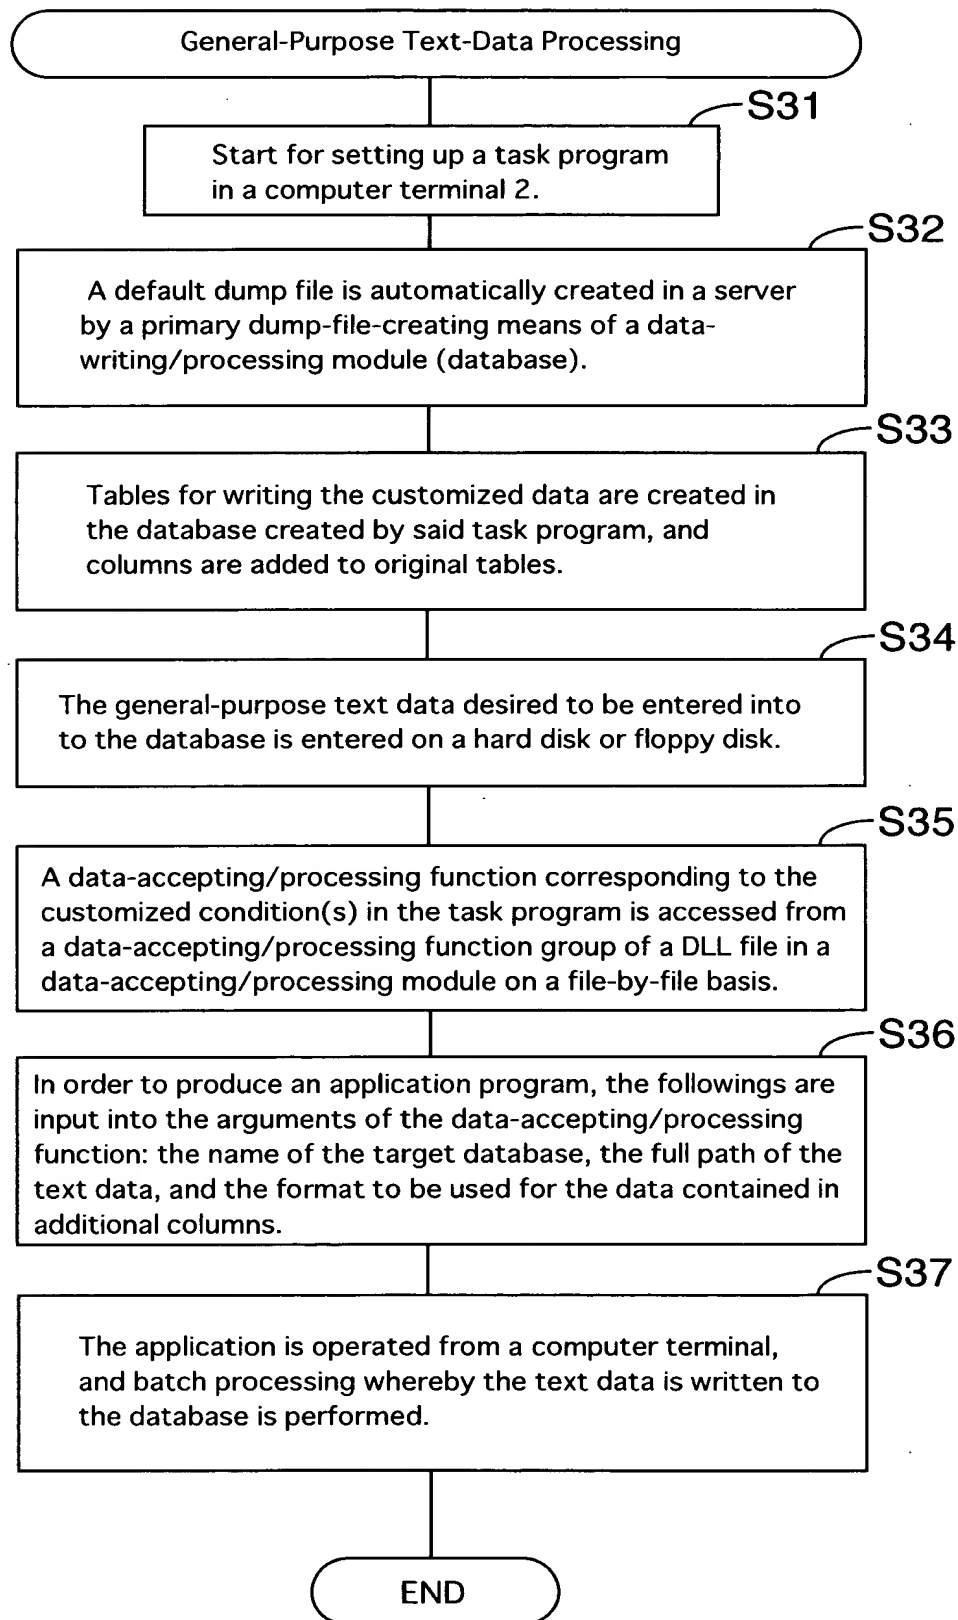 General-Purpose Text-Data Processing
S31
Start for setting up a task program
in a computer terminal 2.
S32
A default dump file is automatically created in a server
by a primary dump-file-creating means of a data-
writing/processing module (database).
S33
Tables for writing the customized data are created in
the database created by said task program, and
columns are added to original tables.
S34
The general-purpose text data desired to be entered into
to the database is entered on a hard disk or floppy disk.
S35
A data-accepting/processing function corresponding to the
customized condition(s) in the task program is accessed from
a data-accepting/processing function group of a DLL file in a
data-accepting/processing module on a file-by-file basis.
S36
In order to produce an application program, the followings are
input into the arguments of the data-accepting/processing
function: the name of the target database, the full path of the
text data, and the format to be used for the data contained in
additional columns.
S37
The application is operated from a computer terminal,
and batch processing whereby the text data is written to
the database is performed.
END